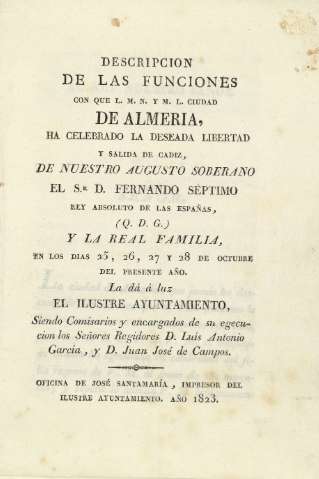 DESCRIPCION
DE LAS FUNCIONES
CON QUE L. M. N. Y M. L. CIUDAD
DE ALMERIA,
HA CELEBRADO LA DESEADA LIBERTAD
Y SALIDA DE CADIZ,
DE NUESTRO AUGUSTO SOBERANO
EL S.R D. FERNANDO SÉPTIMO
REY ABSOLUTO DE LAS ESPAÑAS,
(Q. D. G.)
Y LA REAL FAMILIA,
EN LOS DIAS 25, 26, 27 Y 28 DE OCTUBRE
DEL PRESENTE AÑO.
La dá á luz
EL ILUSTRE AYUNTAMIENTO,
Siendo Comisarios y encargados de su egecu-
cion los Señores Regidores D. Luis Antonio
Garcia, y D. Juan José de Campos.
OFICINA DE JOSÉ SANTAMARÍA, IMPRESOR DEL
ILUSTRE AYUNTAMIENTO. AÑO 1823.